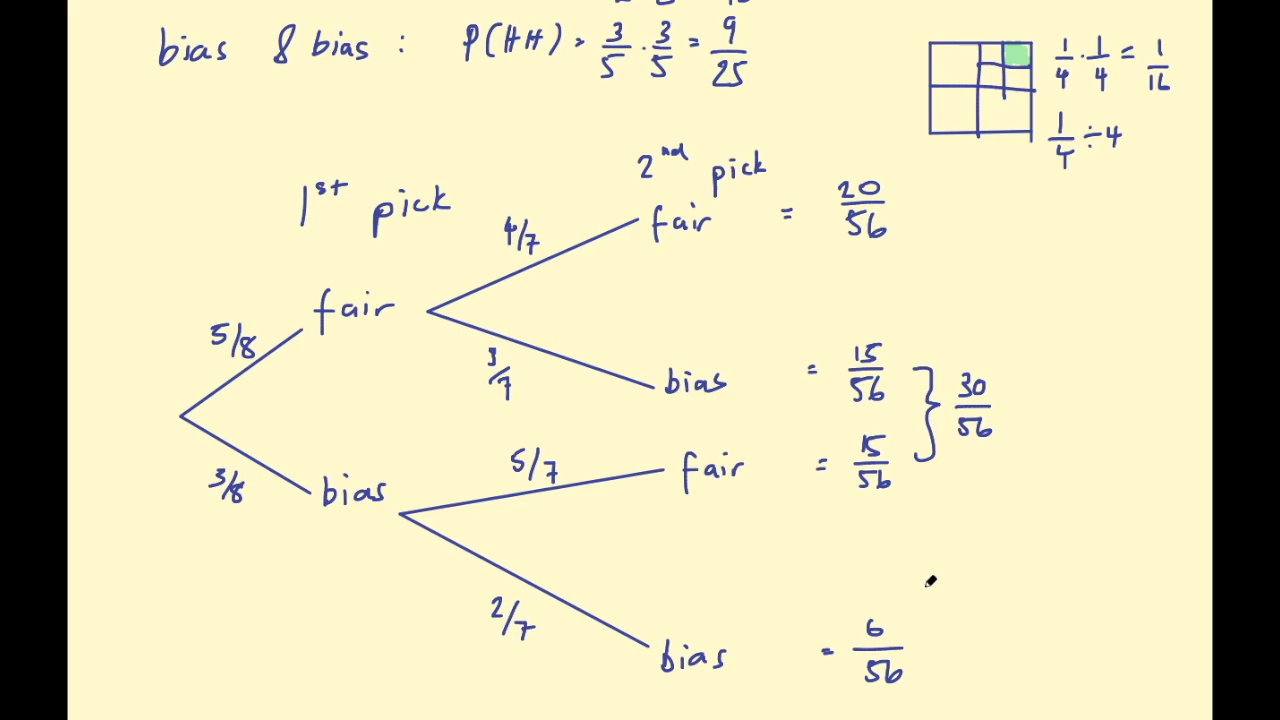 bias & bias : P(HH) = 3/5 · 3/5 = 9/25
1/4 · 1/4 = 1/16
1/4 ÷ 4
1st pick
2nd pick
4/7
fair = 20/56
5/8
fair
3/7
bias = 15/56
30/56
3/8
bias
5/7
fair = 15/56
2/7
bias = 6/56